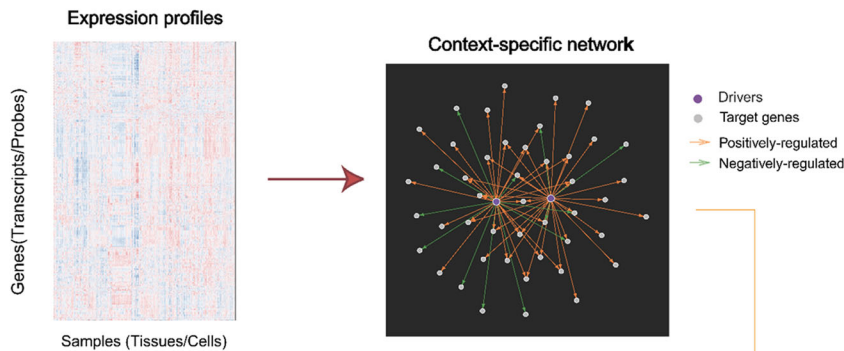 Expression profiles
Genes(Transcripts/Probes)
Samples (Tissues/Cells)
Context-specific network
Drivers
Target genes
Positively-regulated
Negatively-regulated